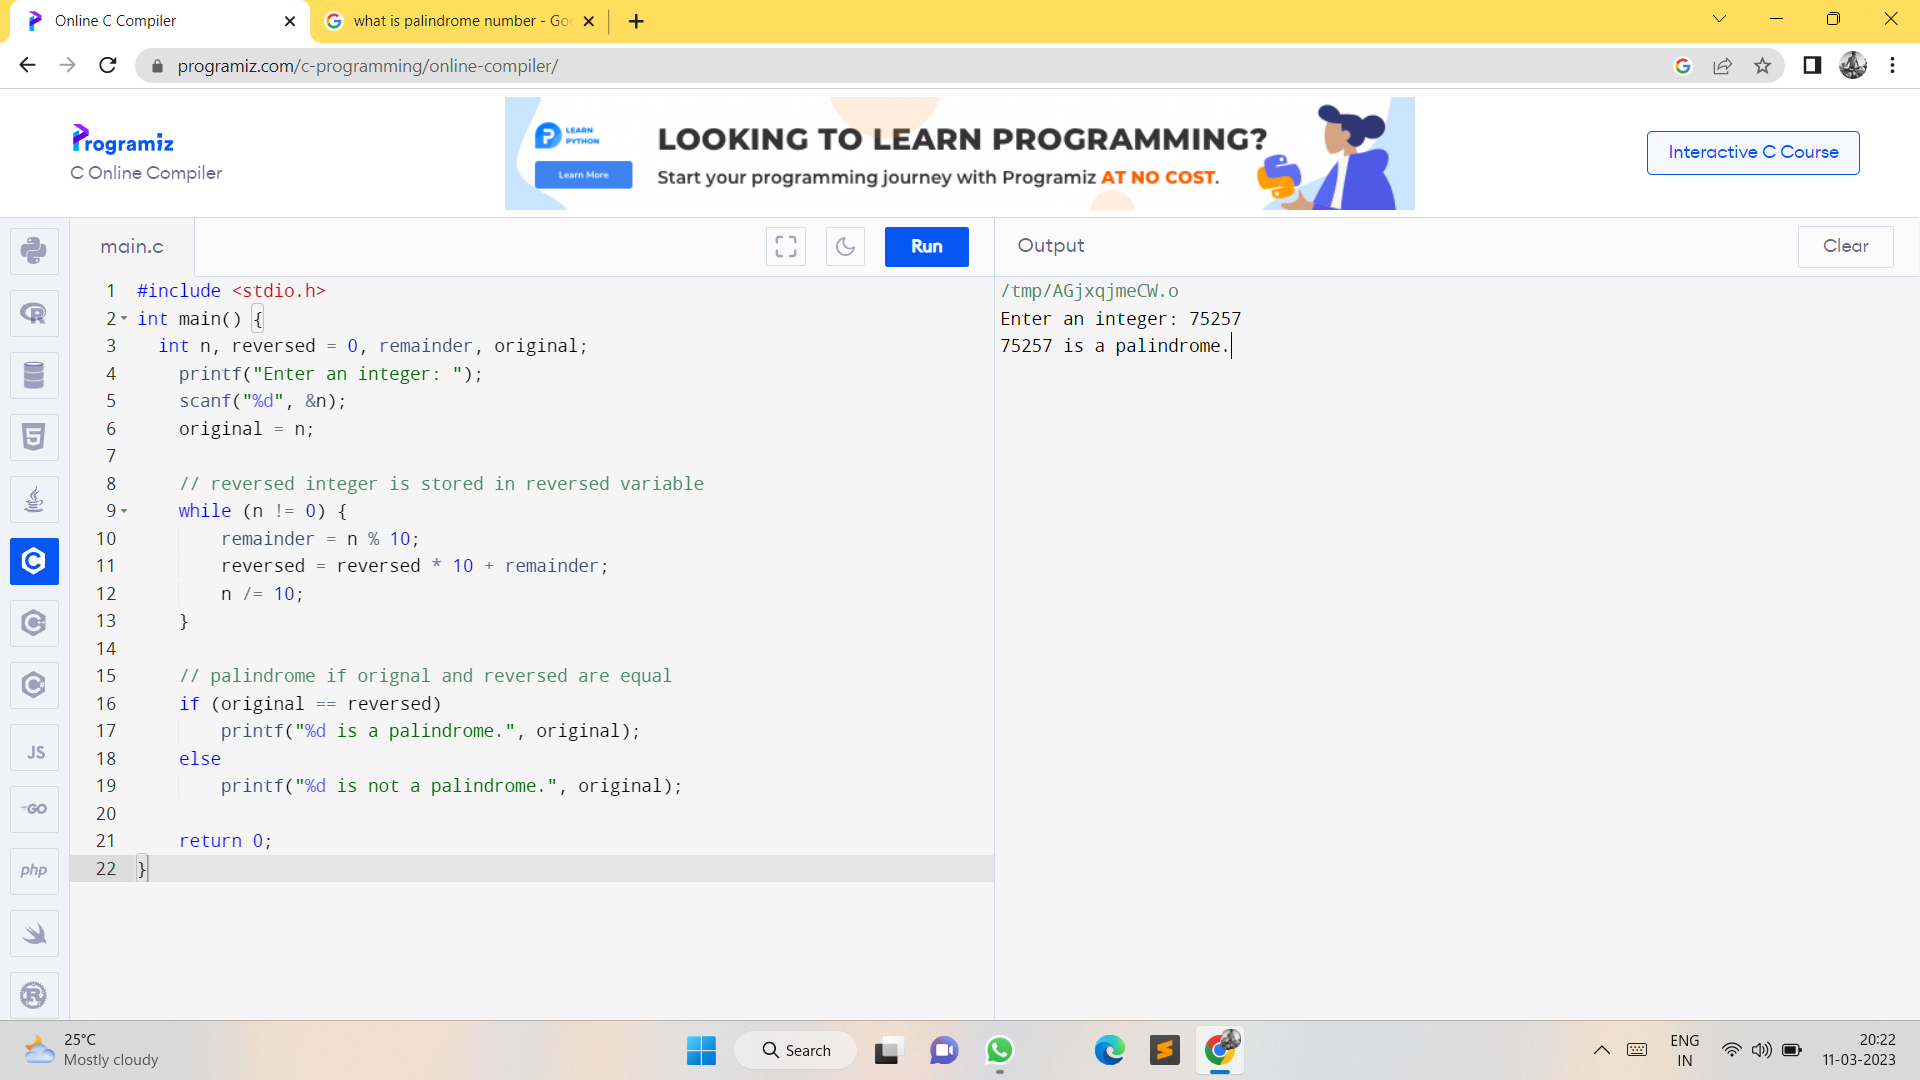 Online C Compiler
what is palindrome number - Goo
programiz.com/c-programming/online-compiler/
Programiz
C Online Compiler
LEARN
PYTHON
Learn More
LOOKING TO LEARN PROGRAMMING?
Start your programming journey with Programiz AT NO COST.
Interactive C Course
main.c
Run
Output
Clear
1 #include <stdio.h>
2 int main() {
3   int n, reversed = 0, remainder, original;
4     printf("Enter an integer: ");
5     scanf("%d", &n);
6     original = n;
7
8     // reversed integer is stored in reversed variable
9     while (n != 0) {
10         remainder = n % 10;
11         reversed = reversed * 10 + remainder;
12         n /= 10;
13     }
14
15     // palindrome if orignal and reversed are equal
16     if (original == reversed)
17         printf("%d is a palindrome.", original);
18     else
19         printf("%d is not a palindrome.", original);
20
21     return 0;
22 }
/tmp/AGjxqjmeCW.o
Enter an integer: 75257
75257 is a palindrome.
JS
GO
php
25°C
Mostly cloudy
Search
ENG
IN
20:22
11-03-2023